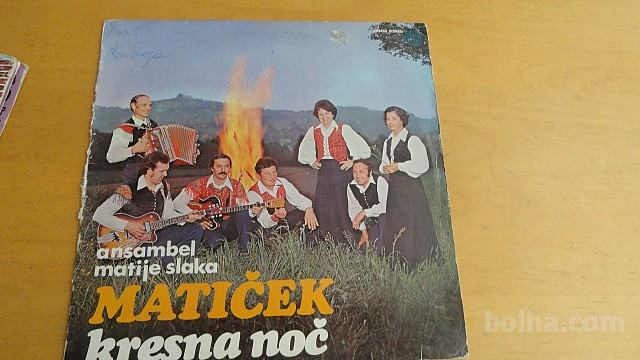 ansambel
matije slaka
MATIČEK
kresna noč
bolha.com